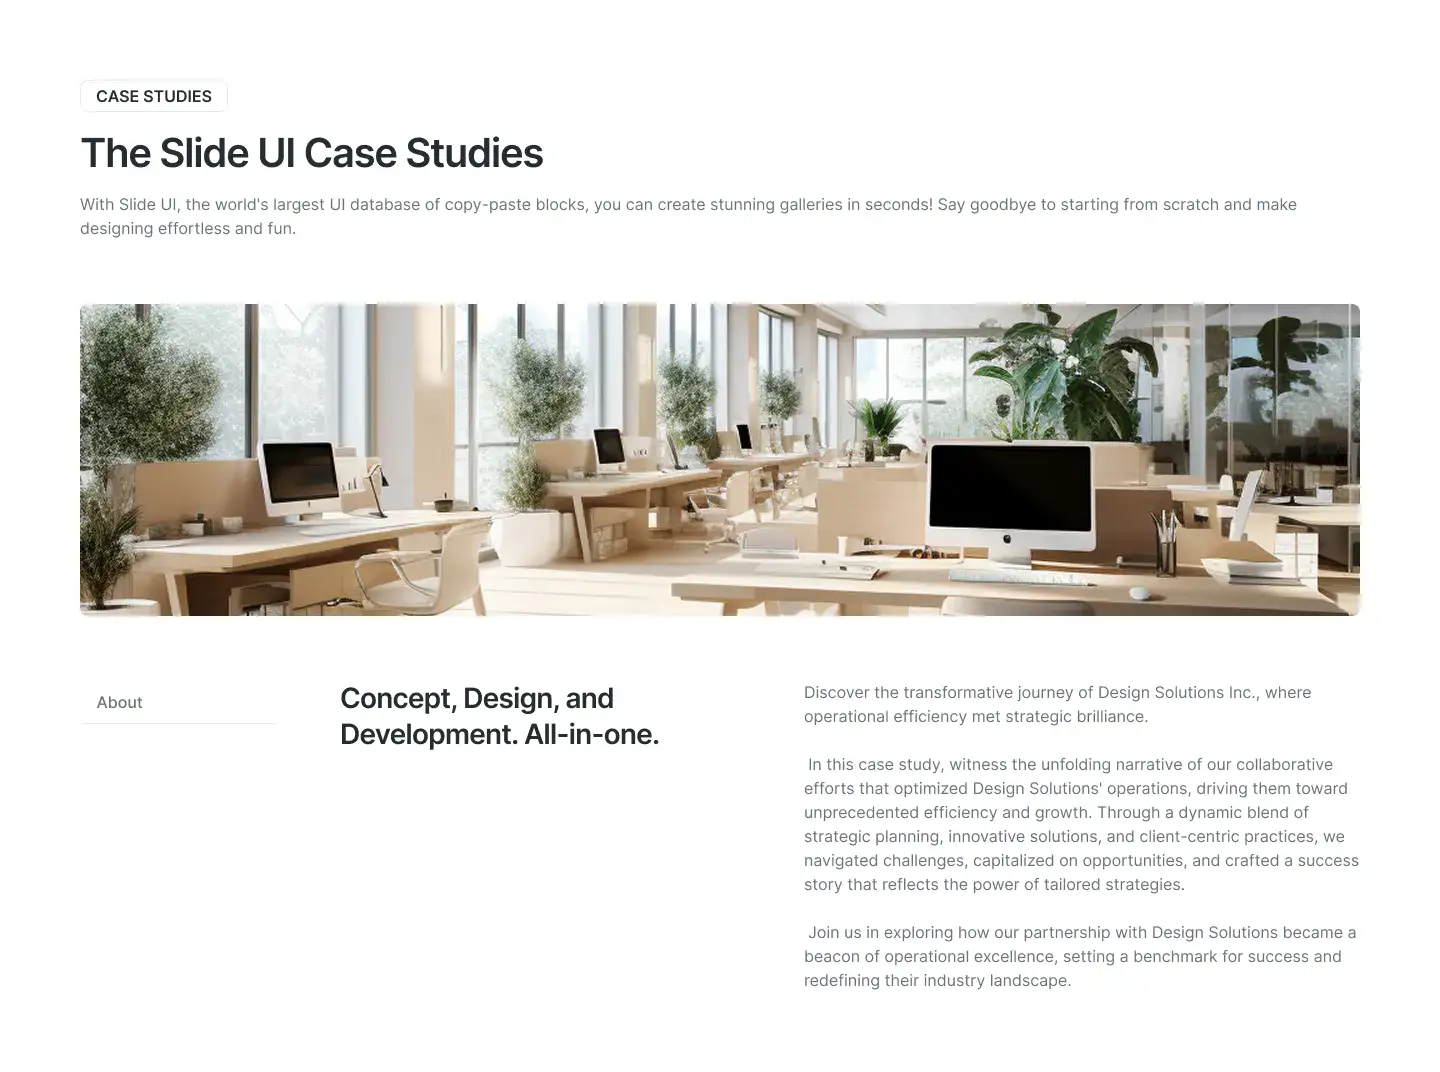 CASE STUDIES
The Slide UI Case Studies
With Slide UI, the world's largest UI database of copy-paste blocks, you can create stunning galleries in seconds! Say goodbye to starting from scratch and make
designing effortless and fun.
About
Concept, Design, and
Development. All-in-one.
Discover the transformative journey of Design Solutions Inc., where
operational efficiency met strategic brilliance.
In this case study, witness the unfolding narrative of our collaborative
efforts that optimized Design Solutions' operations, driving them toward
unprecedented efficiency and growth. Through a dynamic blend of
strategic planning, innovative solutions, and client-centric practices, we
navigated challenges, capitalized on opportunities, and crafted a success
story that reflects the power of tailored strategies.
Join us in exploring how our partnership with Design Solutions became a
beacon of operational excellence, setting a benchmark for success and
redefining their industry landscape.